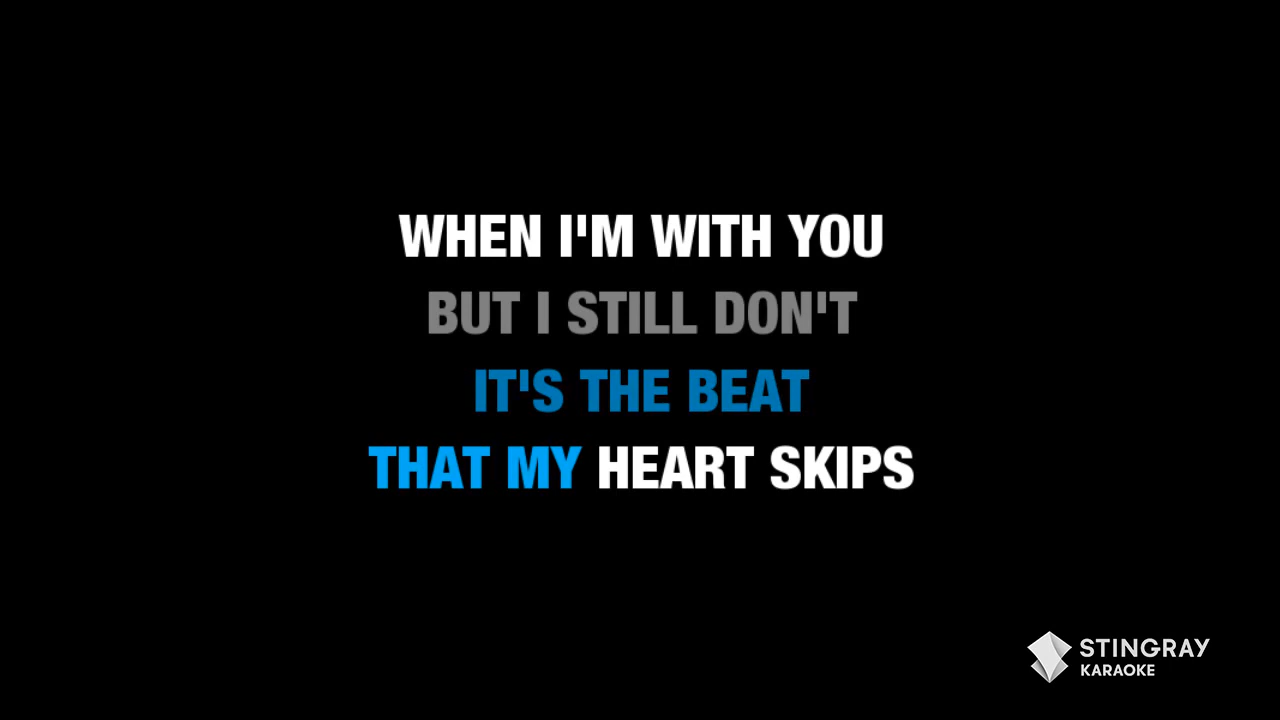 WHEN I'M WITH YOU
BUT I STILL DON'T
IT'S THE BEAT
THAT MY HEART SKIPS
STINGRAY
KARAOKE